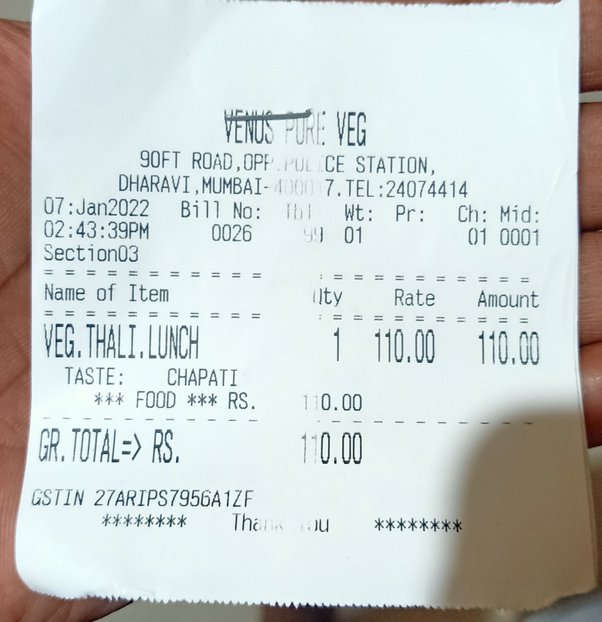 VENUS PURE VEG
90FT ROAD,OPP.POLICE STATION,
DHARAVI,MUMBAI-400017.TEL:24074414
07:Jan2022 Bill No: Tbl: Wt: Pr: Ch: Mid:
02:43:39PM 0026 99 01 01 0001
Section03
= = = = = = = = = = = = = = = = = = = = =
Name of Item Qty Rate Amount
= = = = = = = = = = = = = = = = = = = = =
VEG.THALI.LUNCH 1 110.00 110.00
TASTE: CHAPATI
*** FOOD *** RS. 110.00
- - - - - - - - - - - - - - - - - - - - -
GR.TOTAL=> RS. 110.00
GSTIN 27ARIPS7956A1ZF
******** Thank You ********